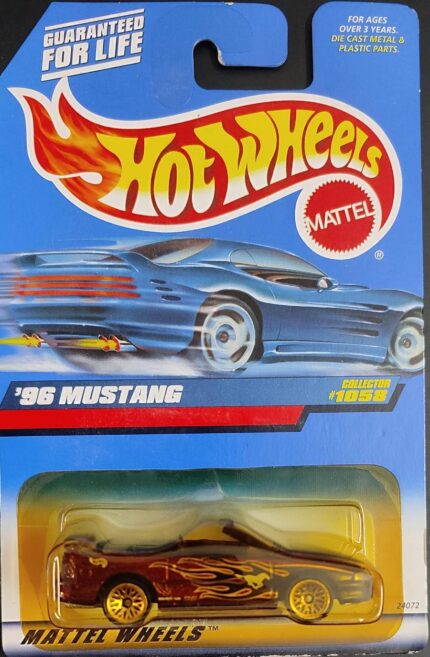 GUARANTEED
FOR LIFE
FOR AGES
OVER 3 YEARS.
DIE CAST METAL &
PLASTIC PARTS.
HOT WHEELS
MATTEL
®
'96 MUSTANG
COLLECTOR
#1058
24072
MATTEL WHEELS™